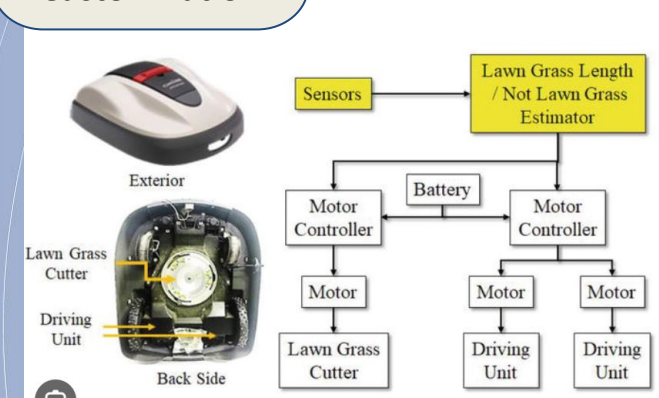 Sensors
Lawn Grass Length
/ Not Lawn Grass
Estimator
Exterior
Battery
Motor
Controller
Motor
Controller
Lawn Grass
Cutter
Motor
Motor
Motor
Driving
Unit
Lawn Grass
Cutter
Driving
Unit
Driving
Unit
Back Side